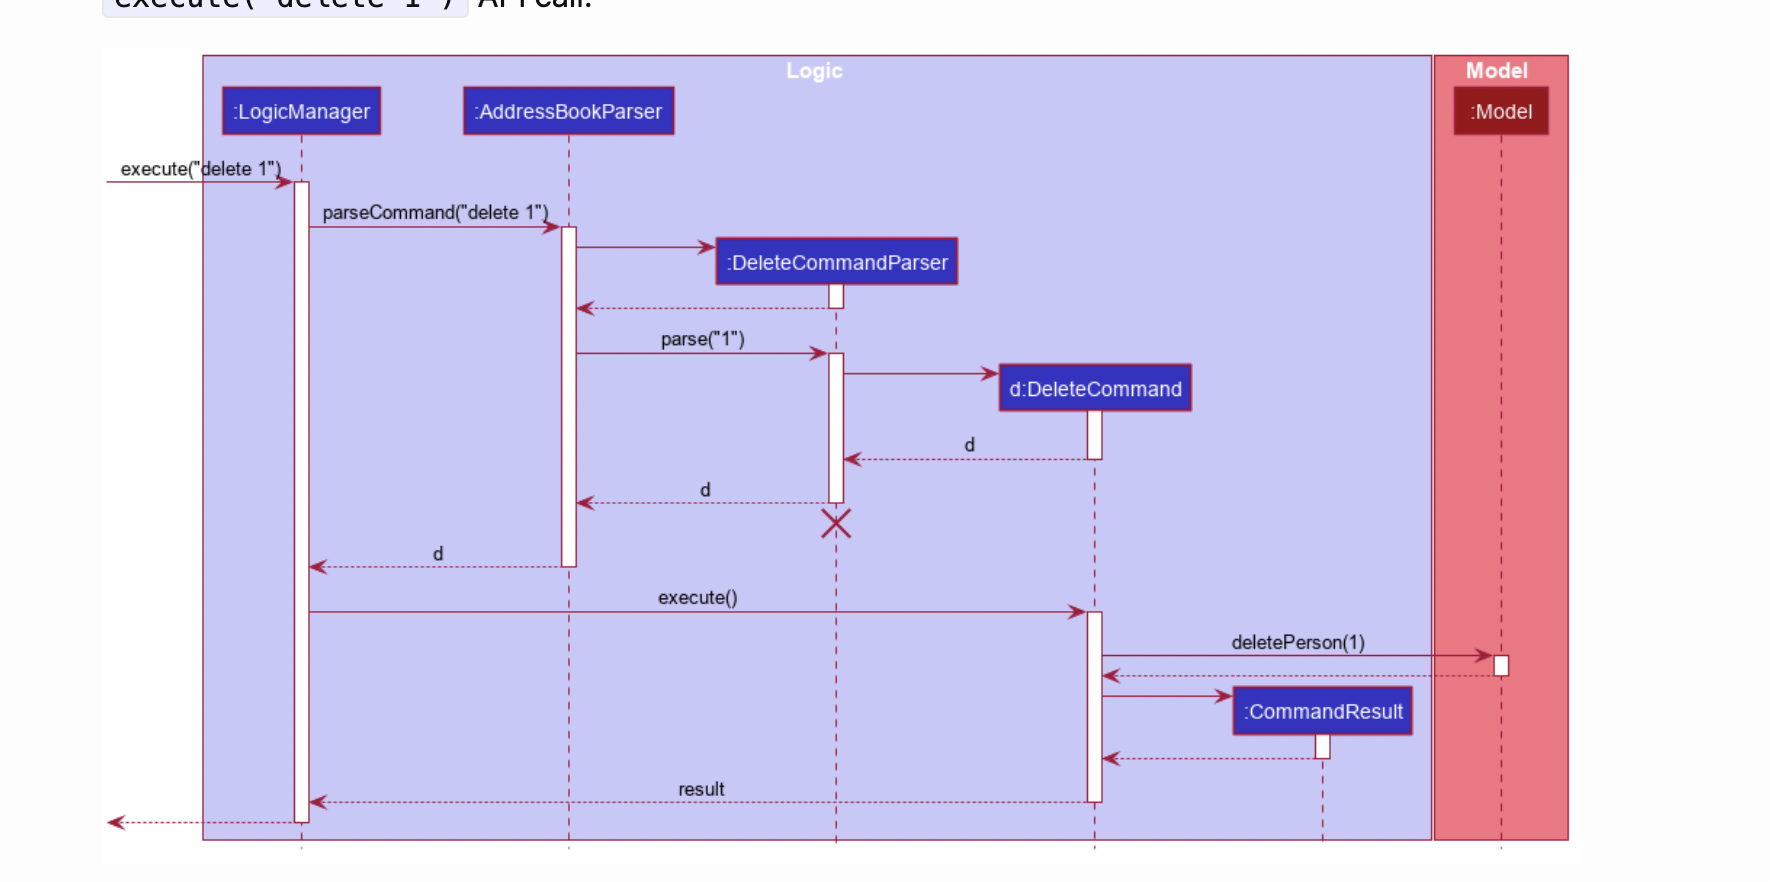 execute("delete 1") API call.
Logic
Model
:LogicManager
:AddressBookParser
:Model
execute("delete 1")
parseCommand("delete 1")
:DeleteCommandParser
parse("1")
d:DeleteCommand
d
d
d
execute()
deletePerson(1)
:CommandResult
result